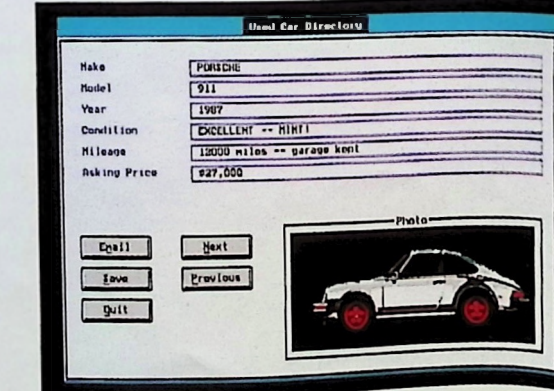 Used Car Directory
Make PORSCHE
Model 911
Year 1987
Condition EXCELLENT -- MINT!
Mileage 12000 miles -- garage kept
Asking Price $27,000
Photo
Email Next
Save Previous
Quit